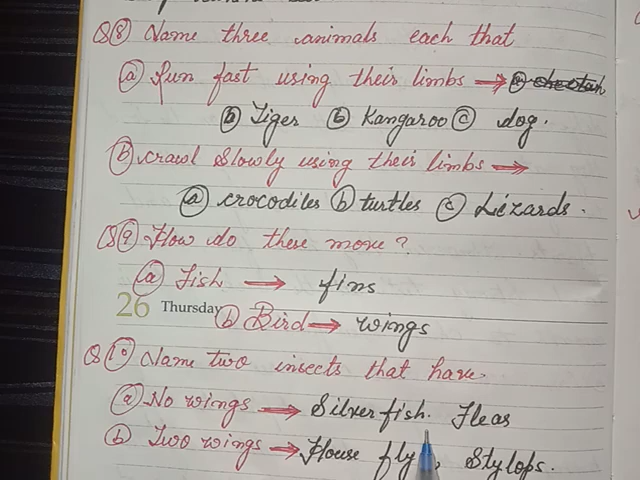 Q⑧ Name three animals each that
ⓐ Run fast using their limbs → ⓐ cheetah
ⓐ Tiger ⓑ Kangaroo ⓒ dog.
ⓑ crawl slowly using their limbs →
ⓐ crocodiles ⓑ turtles ⓒ Lizards.
Q⑨ How do these move?
ⓐ Fish → fins
26 Thursday ⓑ Bird → wings
Q⑩ Name two insects that have.
ⓐ No wings → Silverfish. Fleas
ⓑ Two wings → House fly, Stylops.